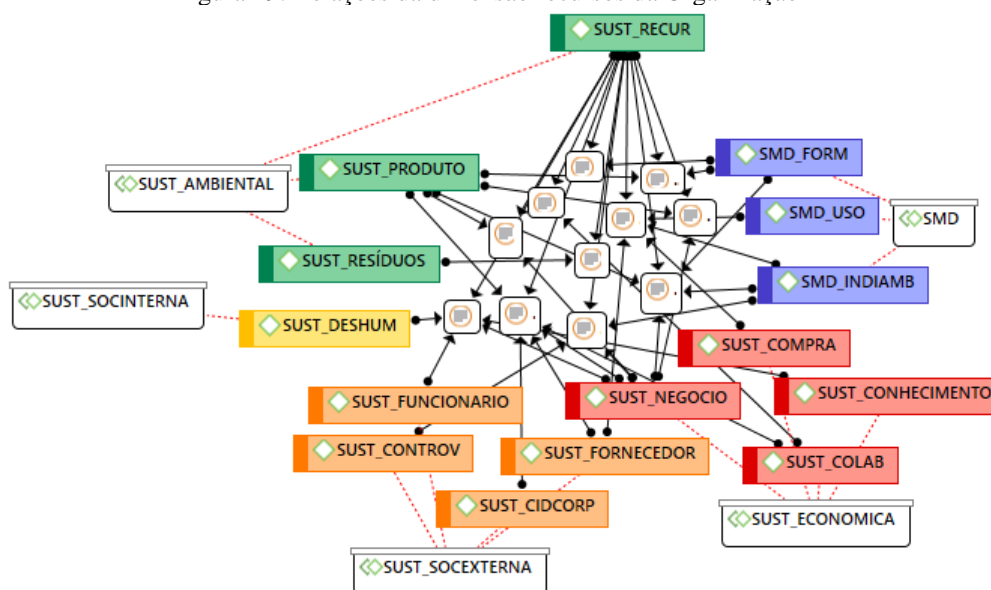 SUST_RECUR
SUST_PRODUTO
SMD_FORM
SUST_AMBIENTAL
SMD_USO
SMD
SUST_RESÍDUOS
SMD_INDIAMB
SUST_SOCINTERNA
SUST_DESHUM
SUST_COMPRA
SUST_FUNCIONARIO
SUST_NEGOCIO
SUST_CONHECIMENTO
SUST_CONTROV
SUST_FORNECEDOR
SUST_COLAB
SUST_CIDCORP
SUST_ECONOMICA
SUST_SOCEXTERNA